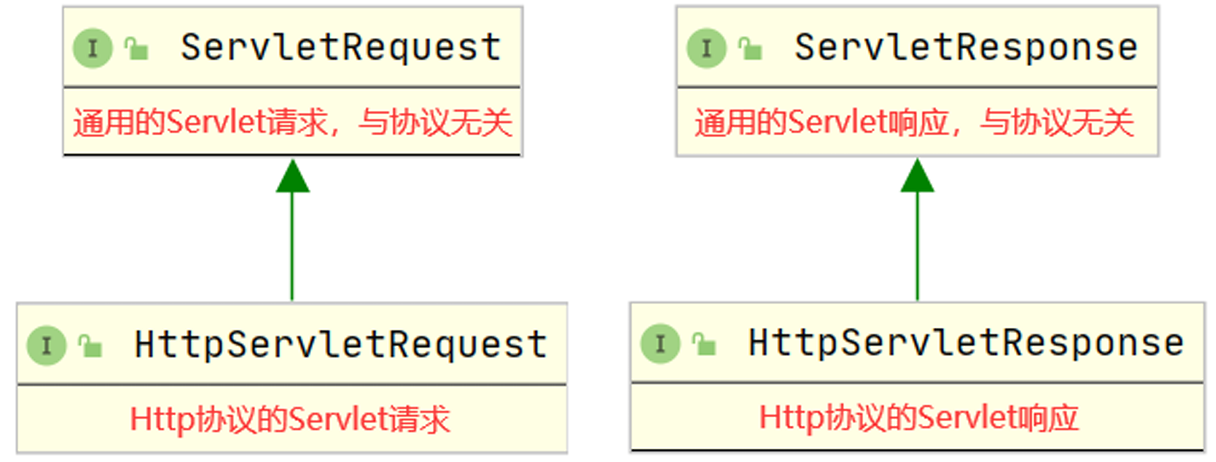 ServletRequest
通用的Servlet请求，与协议无关
ServletResponse
通用的Servlet响应，与协议无关
HttpServletRequest
Http协议的Servlet请求
HttpServletResponse
Http协议的Servlet响应